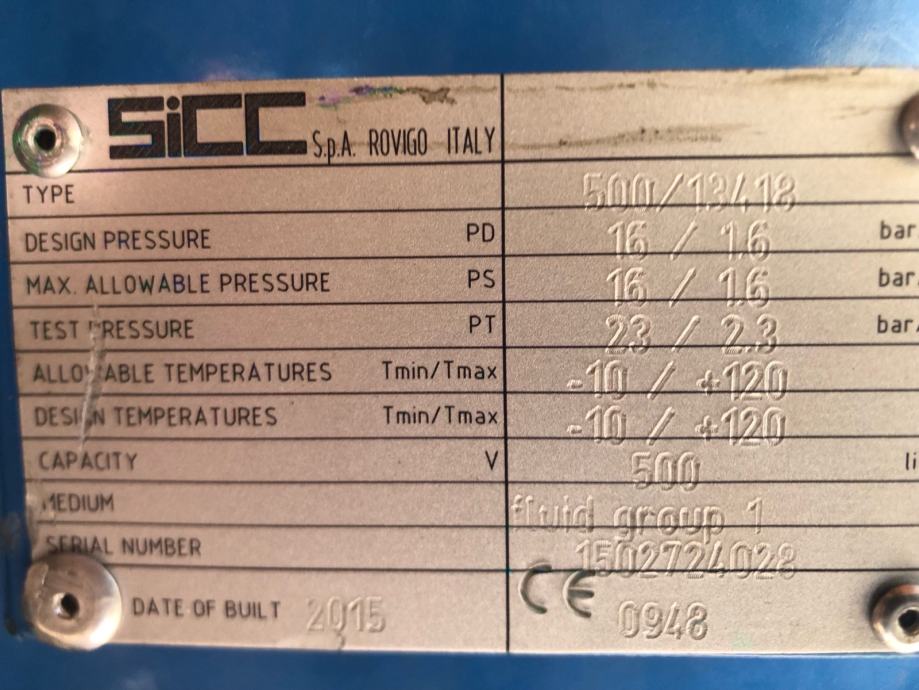 SiCC S.p.A. ROVIGO ITALY
TYPE 500/13418
DESIGN PRESSURE PD 16 / 1.6 bar
MAX. ALLOWABLE PRESSURE PS 16 / 1.6 bar
TEST PRESSURE PT 23 / 2.3 bar
ALLOWABLE TEMPERATURES Tmin/Tmax -10 / +120
DESIGN TEMPERATURES Tmin/Tmax -10 / +120
CAPACITY V 500 li
MEDIUM fluid group 1
SERIAL NUMBER 1502724028
DATE OF BUILT 2015 CE 0948